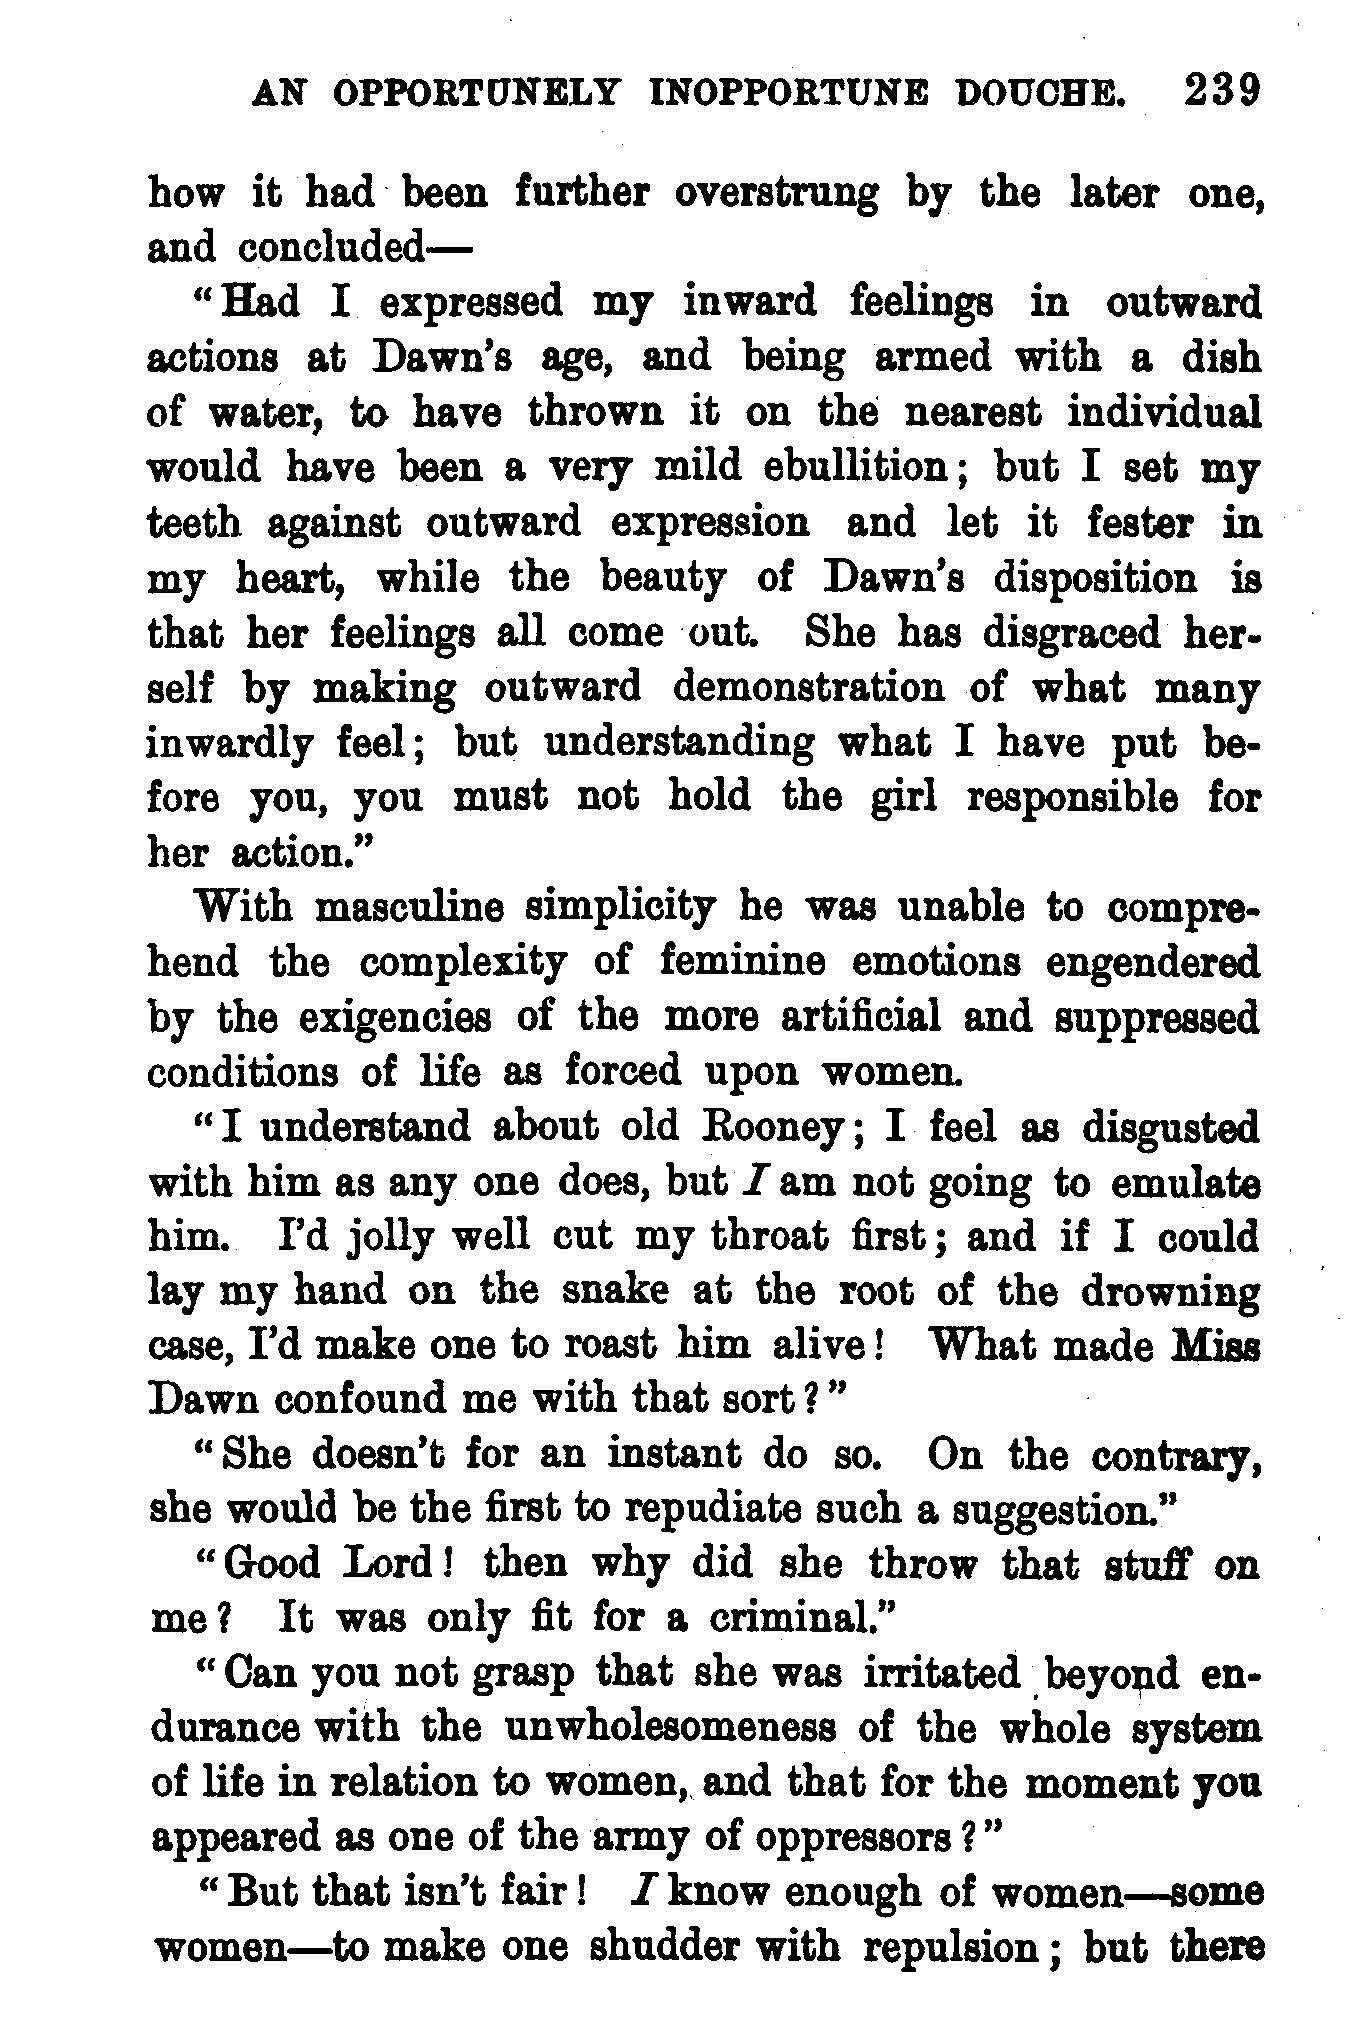 AN OPPORTUNELY INOPPORTUNE DOUCHE. 239
how it had been further overstrung by the later one,
and concluded—
"Had I expressed my inward feelings in outward
actions at Dawn's age, and being armed with a dish
of water, to have thrown it on the nearest individual
would have been a very mild ebullition; but I set my
teeth against outward expression and let it fester in
my heart, while the beauty of Dawn's disposition is
that her feelings all come out. She has disgraced her-
self by making outward demonstration of what many
inwardly feel; but understanding what I have put be-
fore you, you must not hold the girl responsible for
her action."
With masculine simplicity he was unable to compre-
hend the complexity of feminine emotions engendered
by the exigencies of the more artificial and suppressed
conditions of life as forced upon women.
"I understand about old Rooney; I feel as disgusted
with him as any one does, but I am not going to emulate
him. I'd jolly well cut my throat first; and if I could
lay my hand on the snake at the root of the drowning
case, I'd make one to roast him alive! What made Miss
Dawn confound me with that sort?"
"She doesn't for an instant do so. On the contrary,
she would be the first to repudiate such a suggestion."
"Good Lord! then why did she throw that stuff on
me? It was only fit for a criminal."
"Can you not grasp that she was irritated beyond en-
durance with the unwholesomeness of the whole system
of life in relation to women, and that for the moment you
appeared as one of the army of oppressors?"
"But that isn't fair! I know enough of women—some
women—to make one shudder with repulsion; but there